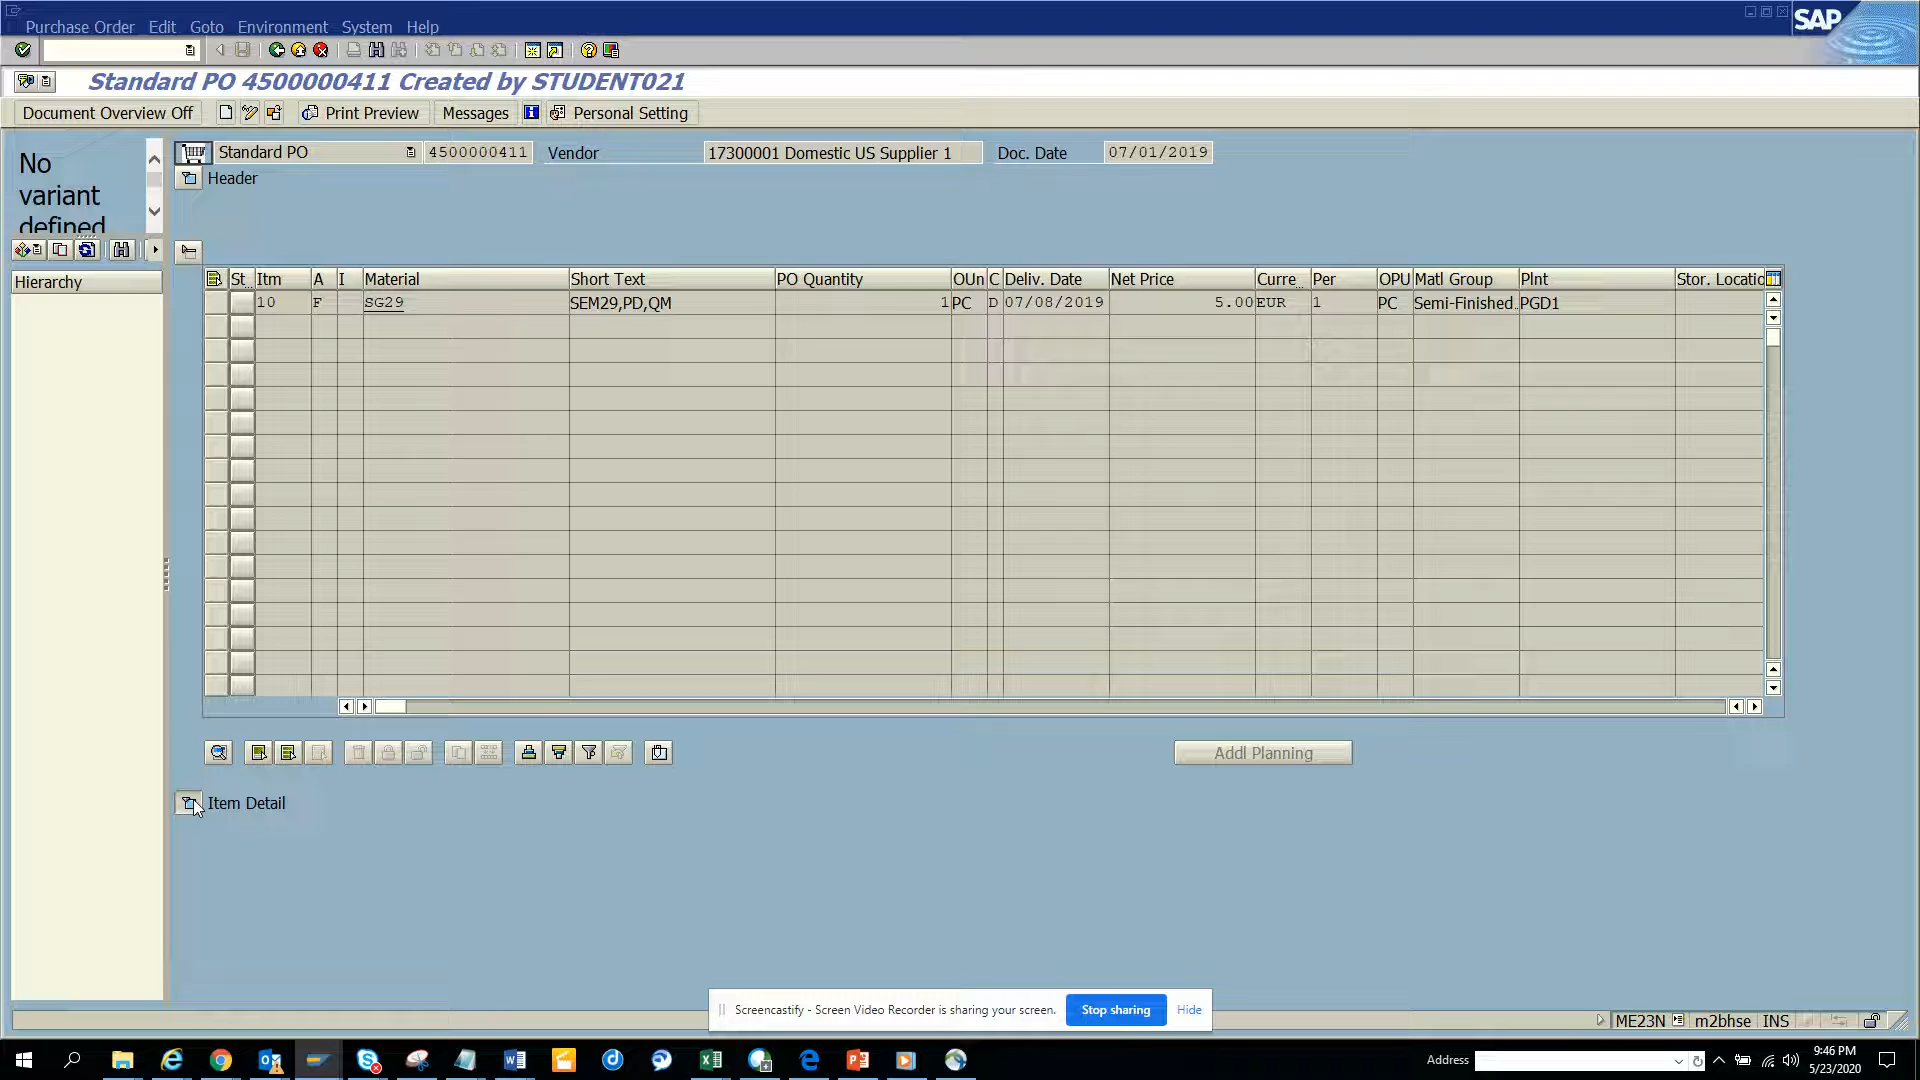 Purchase Order Edit Goto Environment System Help
SAP
Standard PO 4500000411 Created by STUDENT021
Document Overview Off Print Preview Messages Personal Setting
No
variant
defined
Standard PO 4500000411 Vendor 17300001 Domestic US Supplier 1 Doc. Date 07/01/2019
Header
Hierarchy
St.. Itm A I Material Short Text PO Quantity OUn C Deliv. Date Net Price Curre.. Per OPU Matl Group Plnt Stor. Locatio
10 F SG29 SEM29,PD,QM 1 PC D 07/08/2019 5.00 EUR 1 PC Semi-Finished.. PGD1
Addl Planning
Item Detail
Screencastify - Screen Video Recorder is sharing your screen. Stop sharing Hide
ME23N m2bhse INS
Address
9:46 PM
5/23/2020